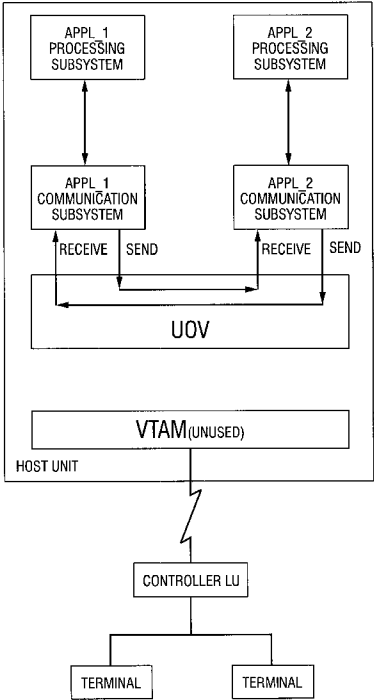 APPL_1
PROCESSING
SUBSYSTEM
APPL_2
PROCESSING
SUBSYSTEM
APPL_1
COMMUNICATION
SUBSYSTEM
APPL_2
COMMUNICATION
SUBSYSTEM
RECEIVE
SEND
RECEIVE
SEND
UOV
VTAM(UNUSED)
HOST UNIT
CONTROLLER LU
TERMINAL
TERMINAL